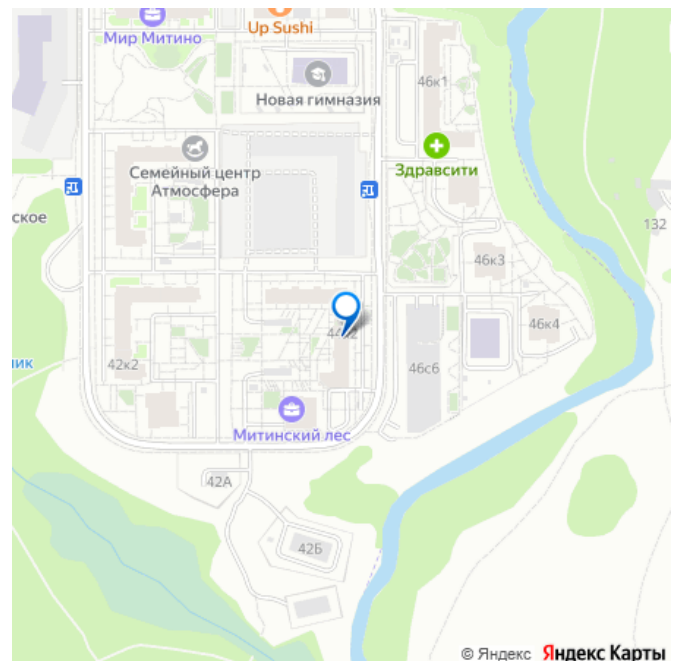 Мир Митино
Up Sushi
Новая гимназия
46к1
Здравсити
Семейный центр
Атмосфера
ское
132
46к3
46к4
42к2
46с6
ник
Митинский лес
42А
42Б
© Яндекс Яндекс Карты